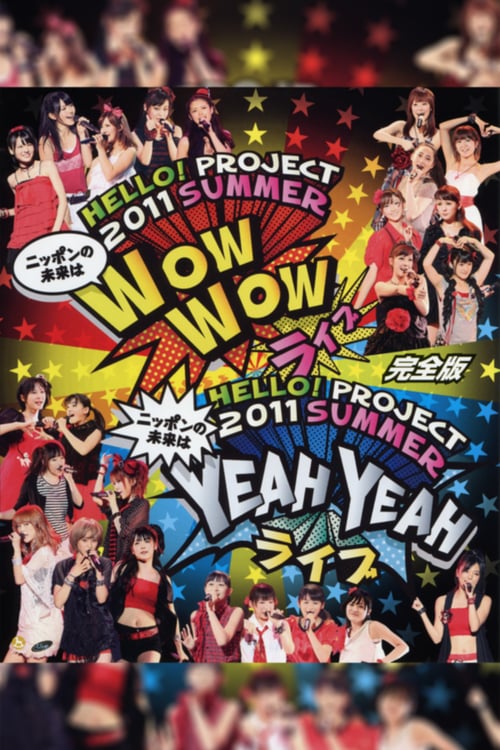 HELLO! PROJECT
2011 SUMMER
ニッポンの
未来は
WOW
WOW
ライブ
完全版
HELLO! PROJECT
2011 SUMMER
ニッポンの
未来は
YEAH YEAH
ライブ